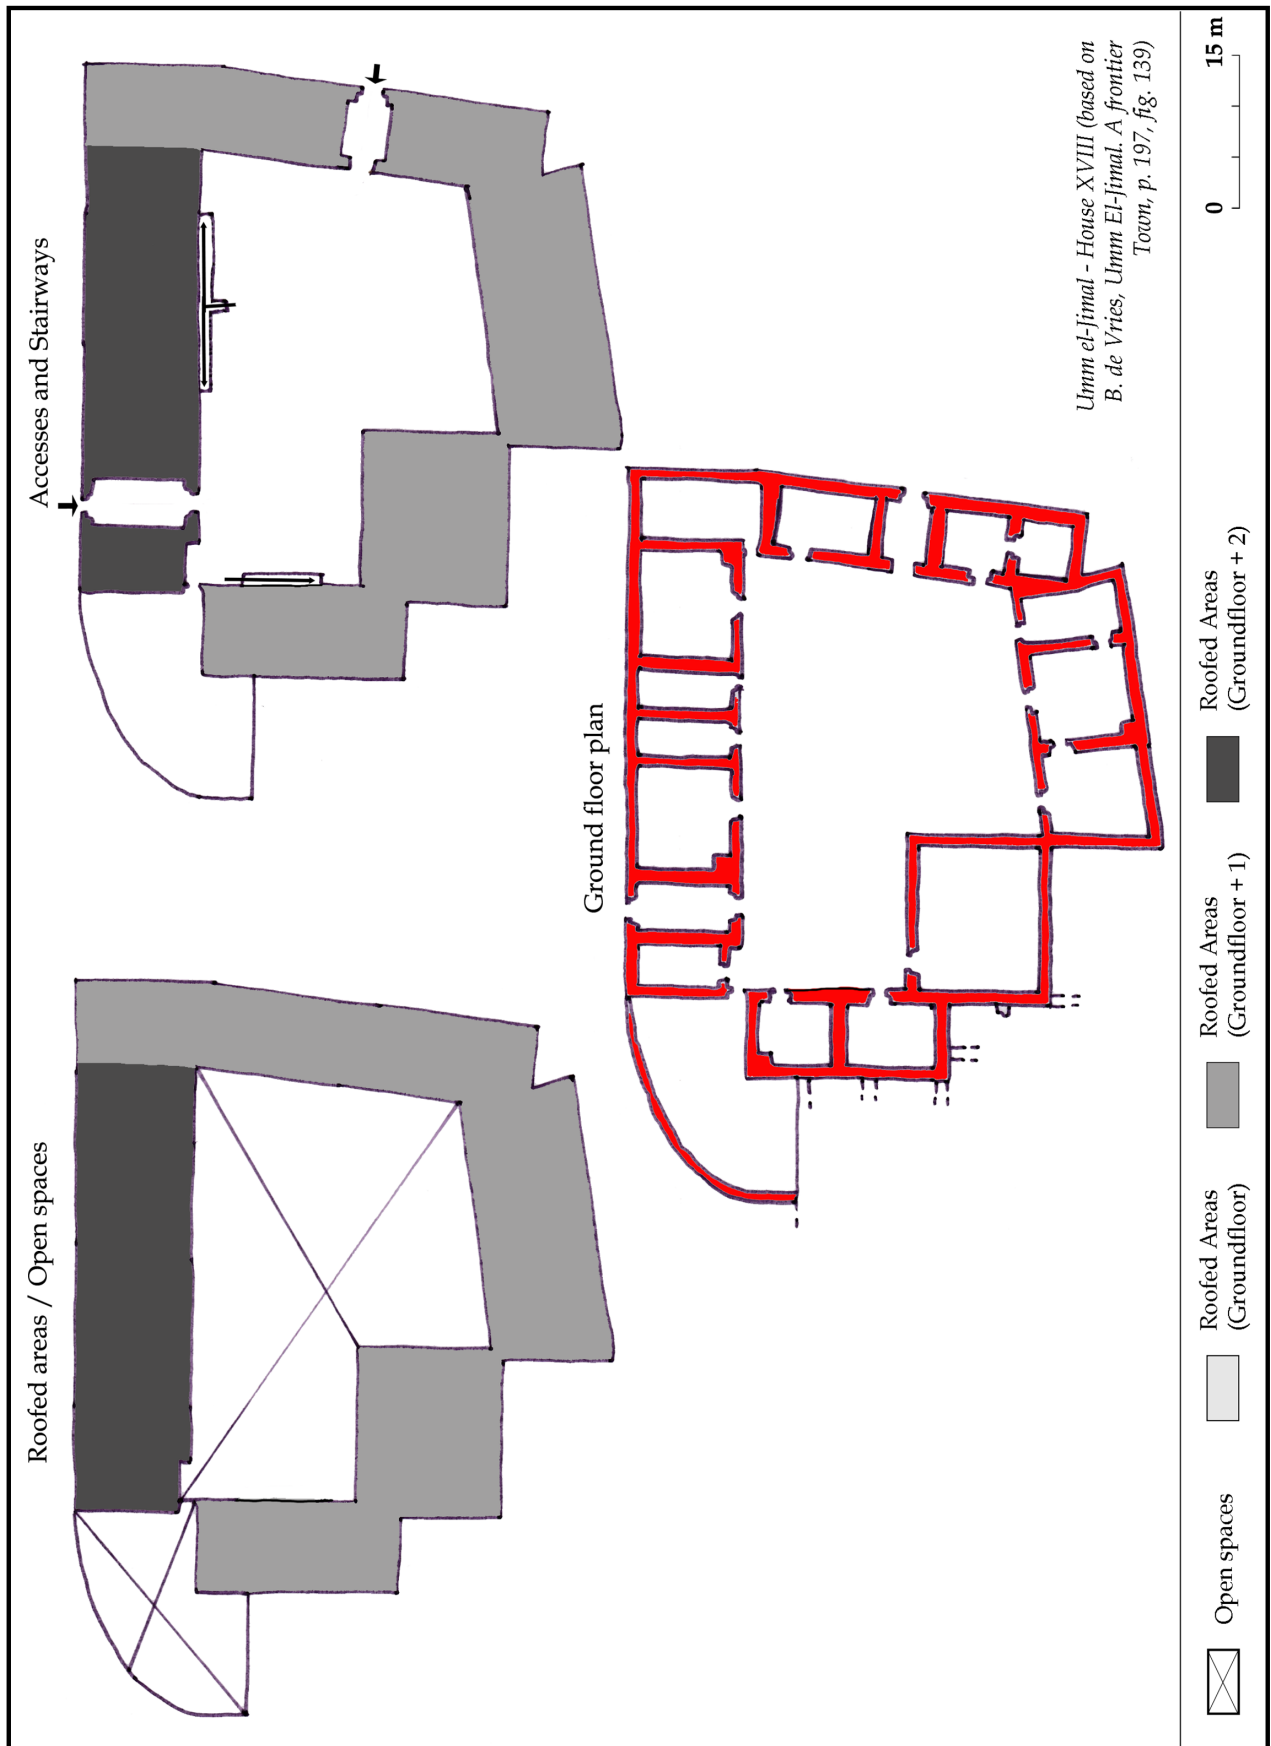 Roofed areas / Open spaces
Accesses and Stairways
Ground floor plan
Umm el-Jimal - House XVIII (based on
B. de Vries, Umm El-Jimal. A frontier
Town, p. 197, fig. 139)
Open spaces
Roofed Areas
(Groundfloor)
Roofed Areas
(Groundfloor + 1)
Roofed Areas
(Groundfloor + 2)
0 15 m